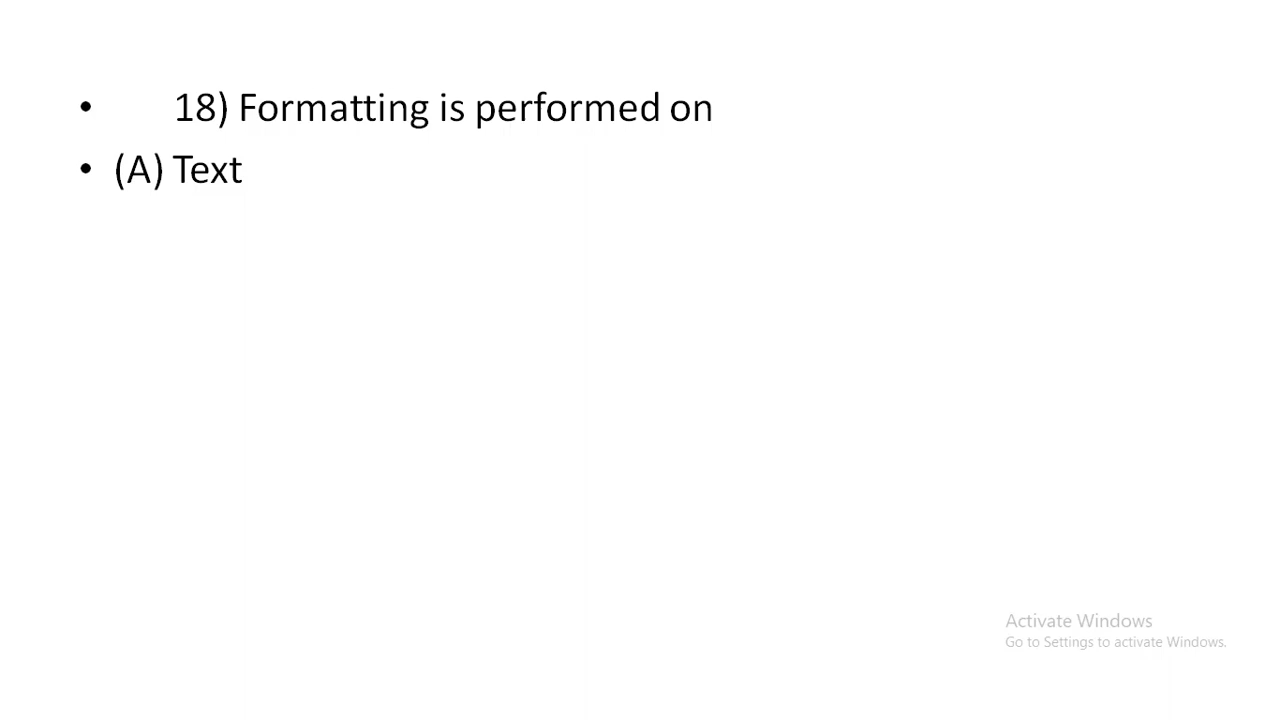 • 18) Formatting is performed on
• (A) Text
Activate Windows
Go to Settings to activate Windows.